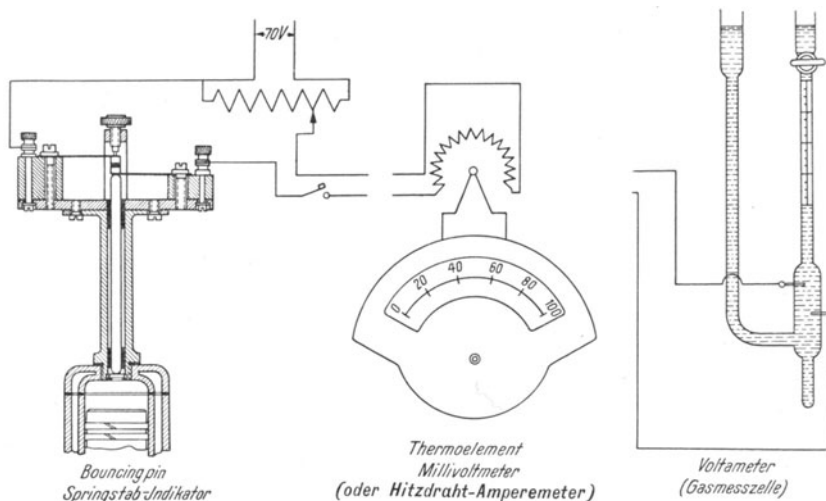 70V
0 20 40 60 80 100
Bouncing pin
Springstab-Indikator
Thermoelement
Millivoltmeter
(oder Hitzdraht-Amperemeter)
Voltameter
(Gasmesszelle)